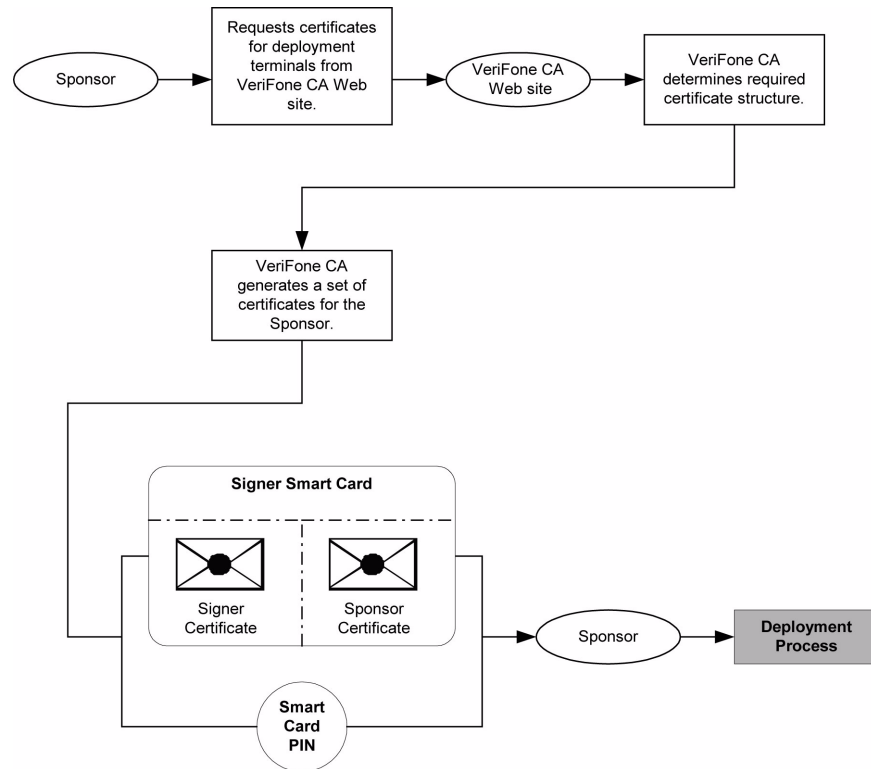 Sponsor
Requests certificates
for deployment
terminals from
VeriFone CA Web
site.
VeriFone CA
Web site
VeriFone CA
determines required
certificate structure.
VeriFone CA
generates a set of
certificates for the
Sponsor.
Signer Smart Card
Signer
Certificate
Sponsor
Certificate
Smart
Card
PIN
Sponsor
Deployment
Process